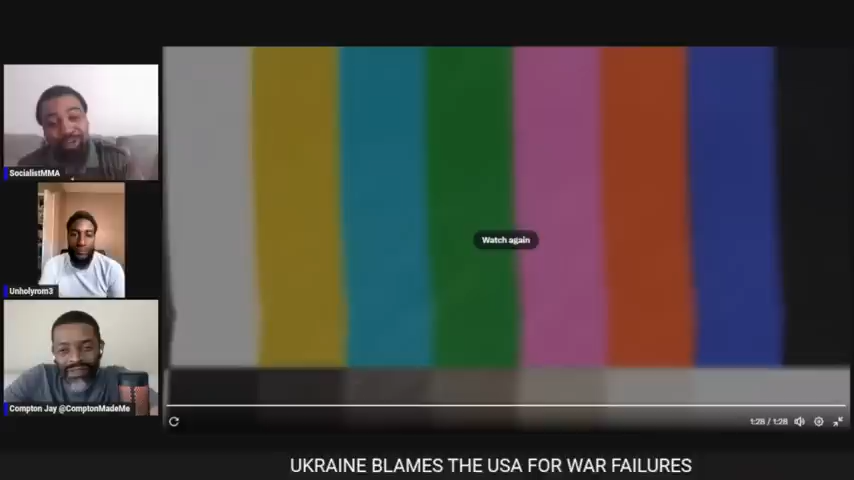 SocialistMMA
Unholyrom3
Compton Jay @ComptonMadeMe
Watch again
1:28 / 1:28
UKRAINE BLAMES THE USA FOR WAR FAILURES